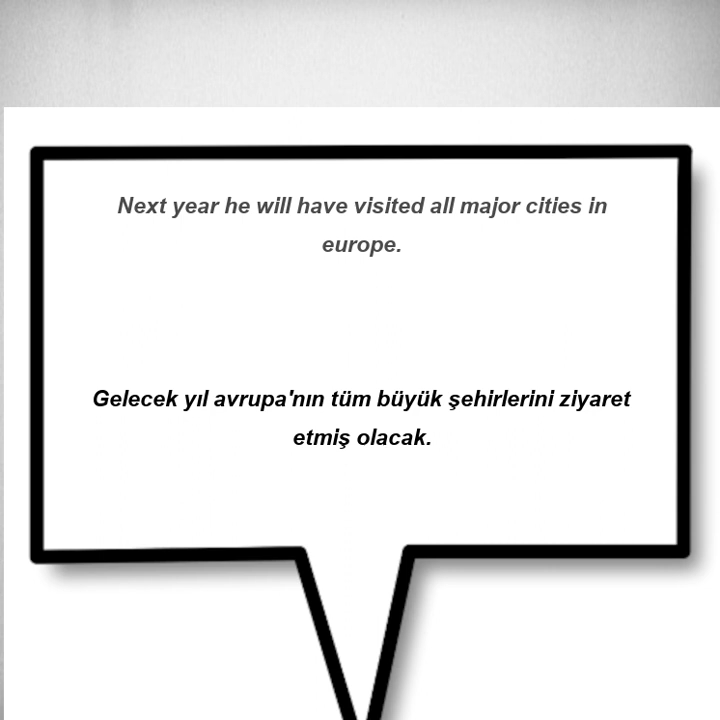 Next year he will have visited all major cities in
europe.
Gelecek yıl avrupa'nın tüm büyük şehirlerini ziyaret
etmiş olacak.